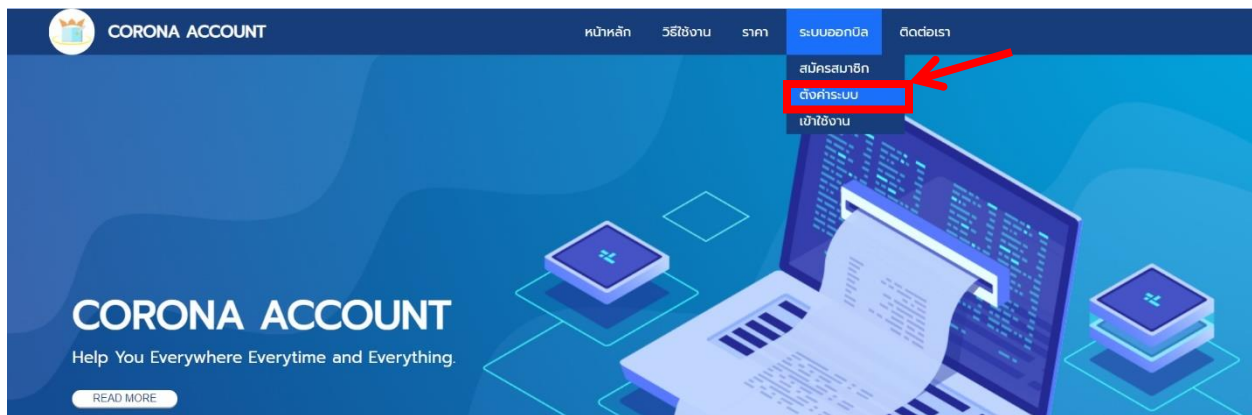 CORONA ACCOUNT
หน้าหลัก วิธีใช้งาน ราคา ระบบออกบิล ติดต่อเรา
สมัครสมาชิก
ตั้งค่าระบบ
เข้าใช้งาน
CORONA ACCOUNT
Help You Everywhere Everytime and Everything.
READ MORE